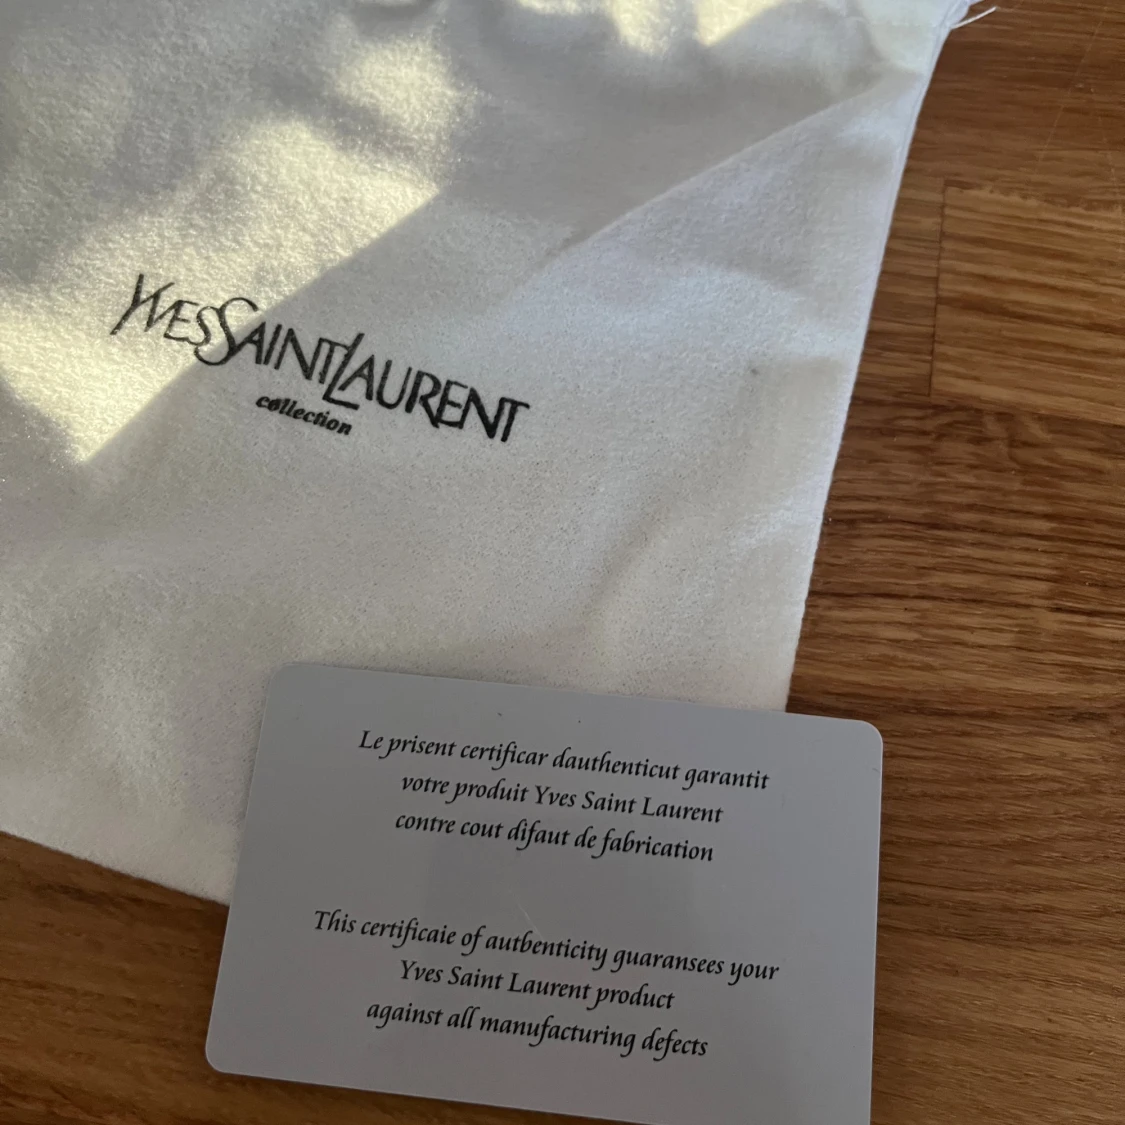 YVESSAINTLAURENT
collection
Le prisent certificar dauthenticut garantit
votre produit Yves Saint Laurent
contre cout difaut de fabrication
This certificaie of autbenticity guaransees your
Yves Saint Laurent product
against all manufacturing defects